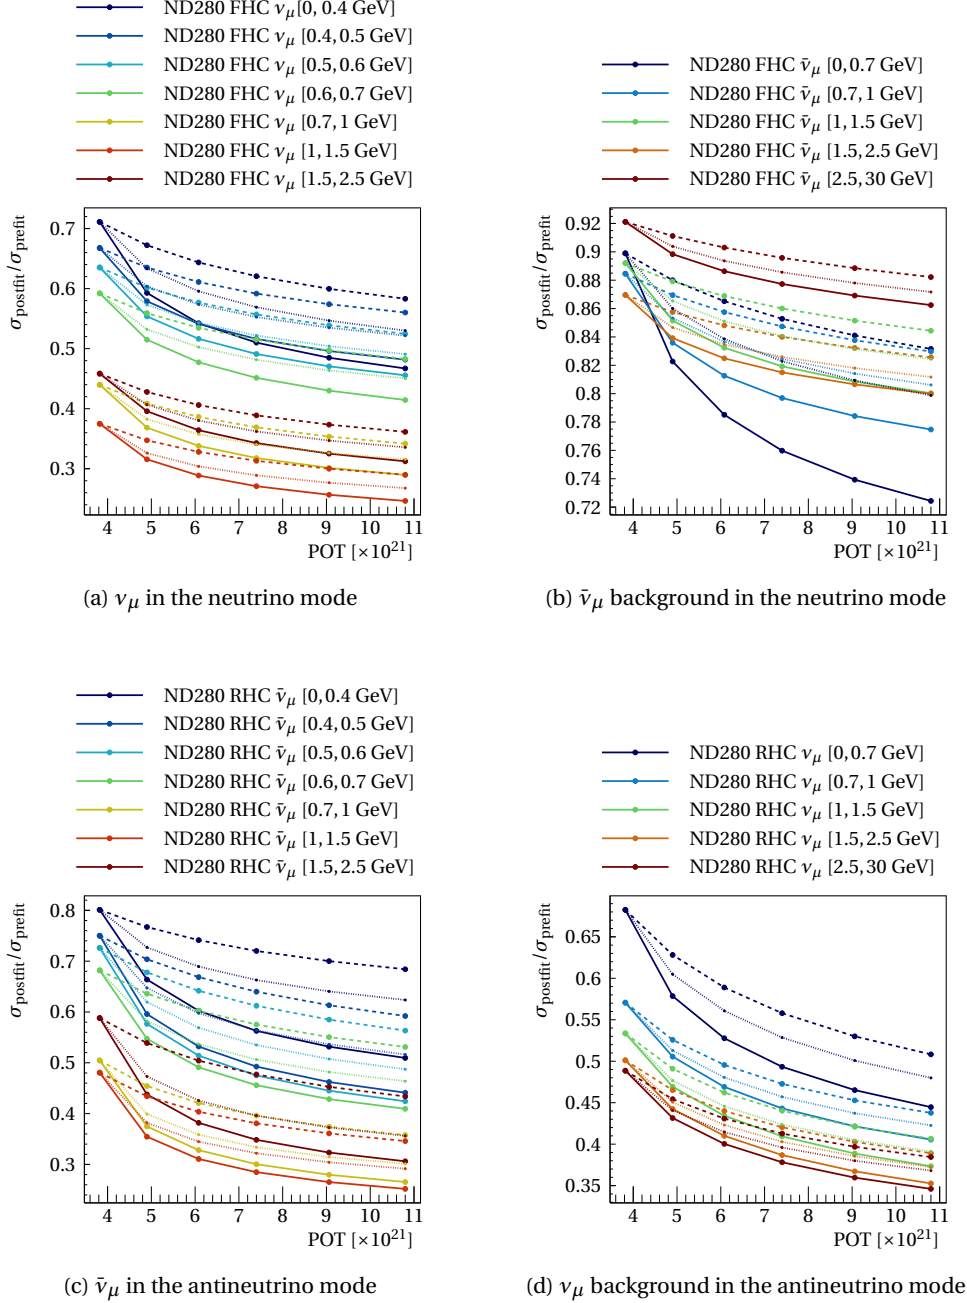 ND280 FHC νμ[0, 0.4 GeV]
ND280 FHC νμ [0.4, 0.5 GeV]
ND280 FHC νμ [0.5, 0.6 GeV]
ND280 FHC νμ [0.6, 0.7 GeV]
ND280 FHC νμ [0.7, 1 GeV]
ND280 FHC νμ [1, 1.5 GeV]
ND280 FHC νμ [1.5, 2.5 GeV]
σpostfit/σprefit
0.7
0.6
0.5
0.4
0.3
4 5 6 7 8 9 10 11
POT [×10²¹]
(a) νμ in the neutrino mode
ND280 FHC ν̄μ [0, 0.7 GeV]
ND280 FHC ν̄μ [0.7, 1 GeV]
ND280 FHC ν̄μ [1, 1.5 GeV]
ND280 FHC ν̄μ [1.5, 2.5 GeV]
ND280 FHC ν̄μ [2.5, 30 GeV]
σpostfit/σprefit
0.92
0.9
0.88
0.86
0.84
0.82
0.8
0.78
0.76
0.74
0.72
4 5 6 7 8 9 10 11
POT [×10²¹]
(b) ν̄μ background in the neutrino mode
ND280 RHC ν̄μ [0, 0.4 GeV]
ND280 RHC ν̄μ [0.4, 0.5 GeV]
ND280 RHC ν̄μ [0.5, 0.6 GeV]
ND280 RHC ν̄μ [0.6, 0.7 GeV]
ND280 RHC ν̄μ [0.7, 1 GeV]
ND280 RHC ν̄μ [1, 1.5 GeV]
ND280 RHC ν̄μ [1.5, 2.5 GeV]
σpostfit/σprefit
0.8
0.7
0.6
0.5
0.4
0.3
4 5 6 7 8 9 10 11
POT [×10²¹]
(c) ν̄μ in the antineutrino mode
ND280 RHC νμ [0, 0.7 GeV]
ND280 RHC νμ [0.7, 1 GeV]
ND280 RHC νμ [1, 1.5 GeV]
ND280 RHC νμ [1.5, 2.5 GeV]
ND280 RHC νμ [2.5, 30 GeV]
σpostfit/σprefit
0.65
0.6
0.55
0.5
0.45
0.4
0.35
4 5 6 7 8 9 10 11
POT [×10²¹]
(d) νμ background in the antineutrino mode